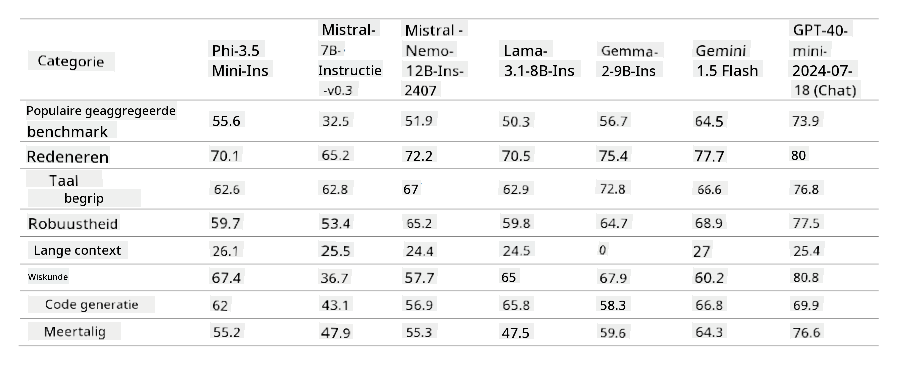 Categorie Phi-3.5 Mini-Ins Mistral-7B-Instructie-v0.3 Mistral -Nemo-12B-Ins-2407 Lama-3.1-8B-Ins Gemma-2-9B-Ins Gemini 1.5 Flash GPT-40-mini-2024-07-18 (Chat)
Populaire geaggregeerde benchmark 55.6 32.5 51.9 50.3 56.7 64.5 73.9
Redeneren 70.1 65.2 72.2 70.5 75.4 77.7 80
Taal begrip 62.6 62.8 67 62.9 72.8 66.6 76.8
Robuustheid 59.7 53.4 65.2 59.8 64.7 68.9 77.5
Lange context 26.1 25.5 24.4 24.5 0 27 25.4
Wiskunde 67.4 36.7 57.7 65 67.9 60.2 80.8
Code generatie 62 43.1 56.9 65.8 58.3 66.8 69.9
Meertalig 55.2 47.9 55.3 47.5 59.6 64.3 76.6